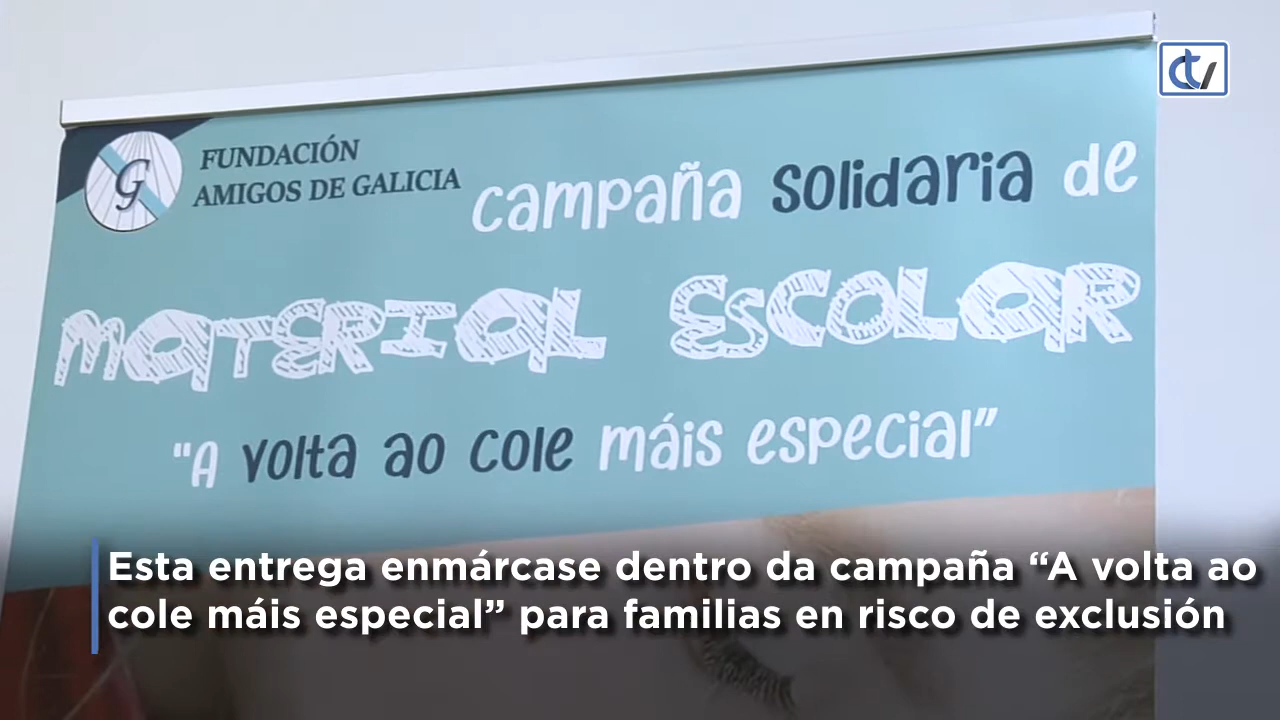 CTV
G
FUNDACIÓN
AMIGOS DE GALICIA
campaña solidaria de
MATERIAL ESCOLAR
"A volta ao cole máis especial"
Esta entrega enmárcase dentro da campaña “A volta ao
cole máis especial” para familias en risco de exclusión